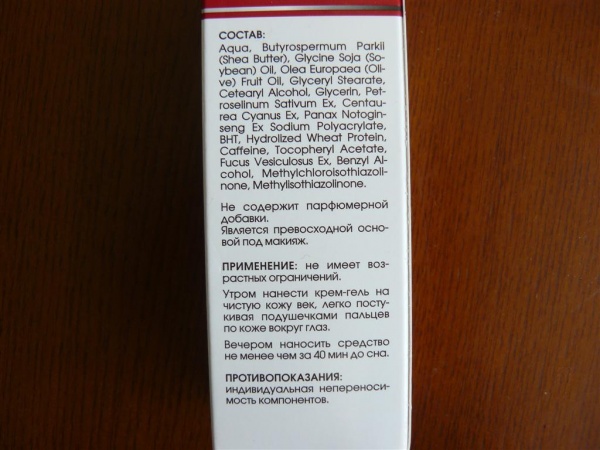 СОСТАВ:
Aqua, Butyrospermum Parkii
(Shea Butter), Glycine Soja (So-
ybean) Oil, Olea Europaea (Oli-
ve) Fruit Oil, Glyceryl Stearate,
Cetearyl Alcohol, Glycerin, Pet-
roselinum Sativum Ex, Centau-
rea Cyanus Ex, Panax Notogin-
seng Ex Sodium Polyacrylate,
BHT, Hydrolized Wheat Protein,
Caffeine, Tocopheryl Acetate,
Fucus Vesiculosus Ex, Benzyl Al-
cohol, Methylchloroisothiazoli-
none, Methylisothiazolinone.
Не содержит парфюмерной
добавки.
Является превосходной осно-
вой под макияж.
ПРИМЕНЕНИЕ: не имеет воз-
растных ограничений.
Утром нанести крем-гель на
чистую кожу век, легко посту-
кивая подушечками пальцев
по коже вокруг глаз.
Вечером наносить средство
не менее чем за 40 мин до сна.
ПРОТИВОПОКАЗАНИЯ:
индивидуальная непереноси-
мость компонентов.